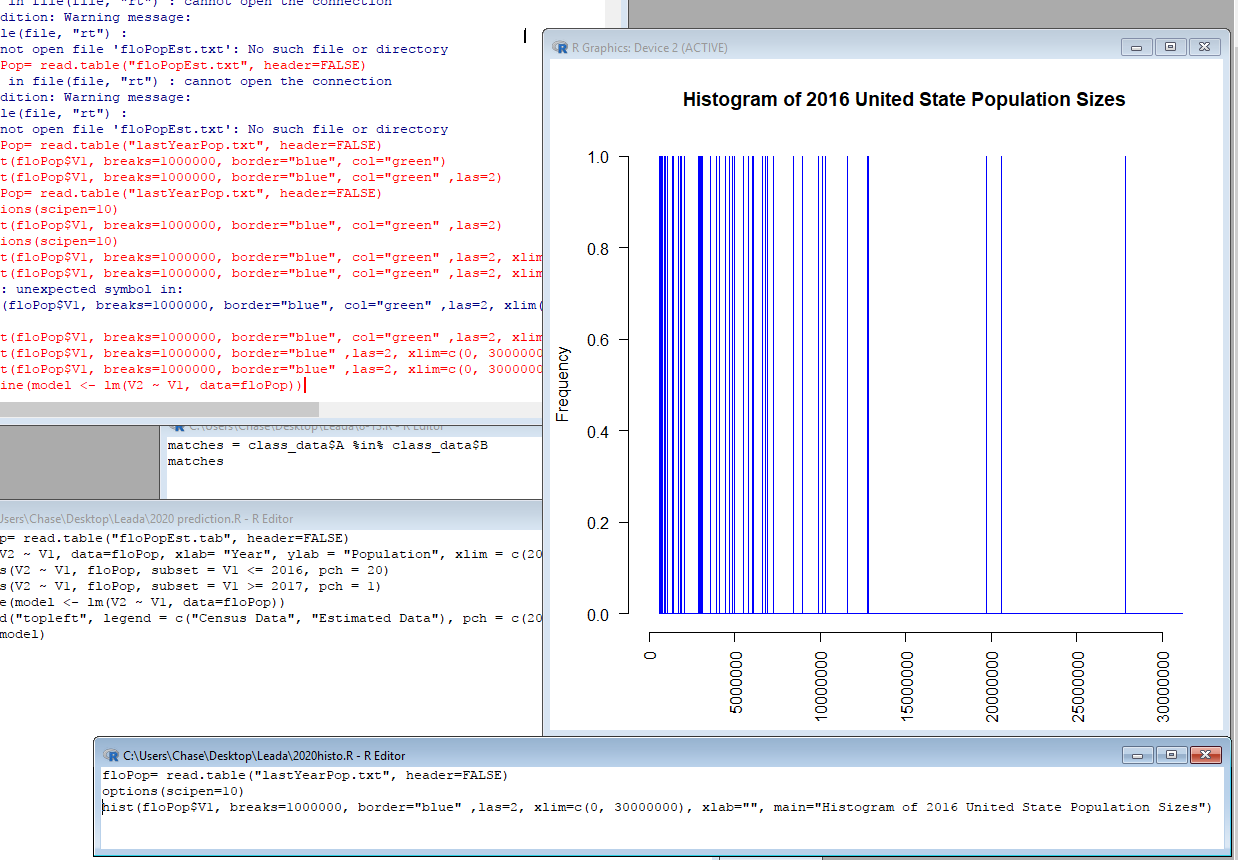 in file(file, "rt") : cannot open the connection
dition: Warning message:
le(file, "rt") :
not open file 'floPopEst.txt': No such file or directory
Pop= read.table("floPopEst.txt", header=FALSE)
in file(file, "rt") : cannot open the connection
dition: Warning message:
le(file, "rt") :
not open file 'floPopEst.txt': No such file or directory
Pop= read.table("lastYearPop.txt", header=FALSE)
t(floPop$V1, breaks=1000000, border="blue", col="green")
t(floPop$V1, breaks=1000000, border="blue", col="green" ,las=2)
Pop= read.table("lastYearPop.txt", header=FALSE)
ions(scipen=10)
t(floPop$V1, breaks=1000000, border="blue", col="green" ,las=2)
ions(scipen=10)
t(floPop$V1, breaks=1000000, border="blue", col="green" ,las=2, xlim
t(floPop$V1, breaks=1000000, border="blue", col="green" ,las=2, xlim
: unexpected symbol in:
(floPop$V1, breaks=1000000, border="blue", col="green" ,las=2, xlim(
t(floPop$V1, breaks=1000000, border="blue", col="green" ,las=2, xlim
t(floPop$V1, breaks=1000000, border="blue" ,las=2, xlim=c(0, 3000000
t(floPop$V1, breaks=1000000, border="blue" ,las=2, xlim=c(0, 3000000
ine(model <- lm(V2 ~ V1, data=floPop))
R Graphics: Device 2 (ACTIVE)
Histogram of 2016 United State Population Sizes
Frequency
1.0
0.8
0.6
0.4
0.2
0.0
0
5000000
10000000
15000000
20000000
25000000
30000000
matches = class_data$A %in% class_data$B
matches
Jsers\Chase\Desktop\Leada\2020 prediction.R - R Editor
p= read.table("floPopEst.tab", header=FALSE)
V2 ~ V1, data=floPop, xlab= "Year", ylab = "Population", xlim = c(20
s(V2 ~ V1, floPop, subset = V1 <= 2016, pch = 20)
s(V2 ~ V1, floPop, subset = V1 >= 2017, pch = 1)
e(model <- lm(V2 ~ V1, data=floPop))
d("topleft", legend = c("Census Data", "Estimated Data"), pch = c(20
model)
C:\Users\Chase\Desktop\Leada\2020histo.R - R Editor
floPop= read.table("lastYearPop.txt", header=FALSE)
options(scipen=10)
hist(floPop$V1, breaks=1000000, border="blue" ,las=2, xlim=c(0, 30000000), xlab="", main="Histogram of 2016 United State Population Sizes")